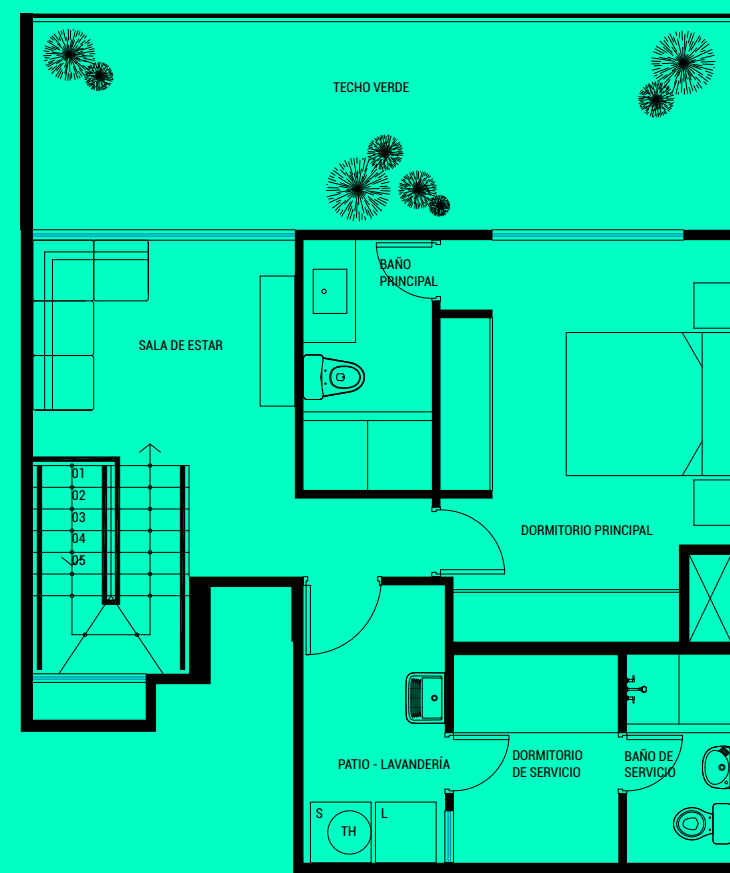 TECHO VERDE
BAÑO
PRINCIPAL
SALA DE ESTAR
01
02
03
04
05
DORMITORIO PRINCIPAL
PATIO - LAVANDERÍA
DORMITORIO
DE SERVICIO
BAÑO DE
SERVICIO
S
L
TH